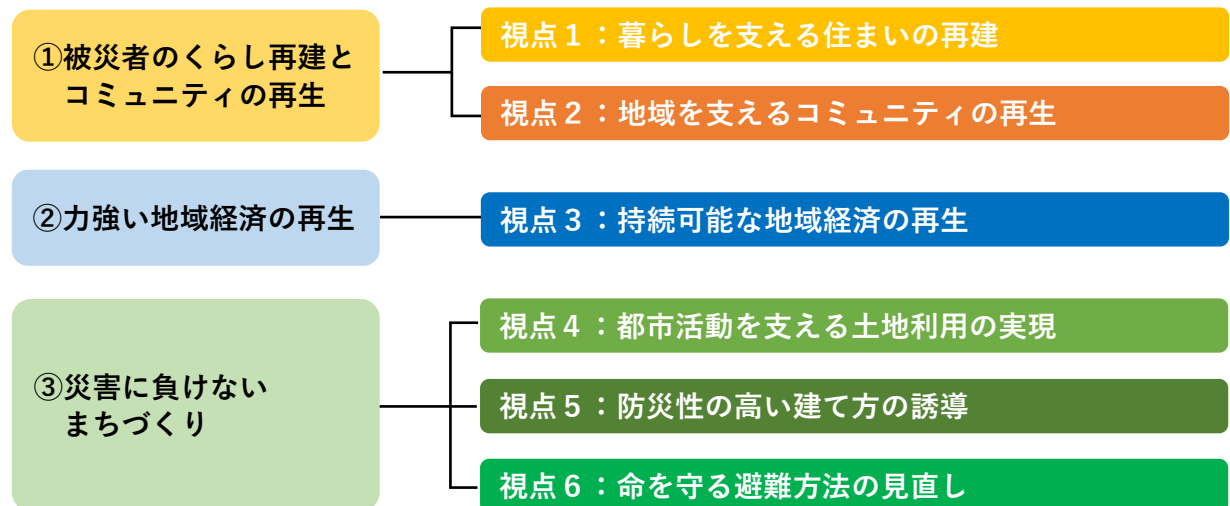 ①被災者のくらし再建と
コミュニティの再生
視点１：暮らしを支える住まいの再建
視点２：地域を支えるコミュニティの再生
②力強い地域経済の再生
視点３：持続可能な地域経済の再生
③災害に負けない
まちづくり
視点４：都市活動を支える土地利用の実現
視点５：防災性の高い建て方の誘導
視点６：命を守る避難方法の見直し